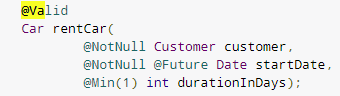 @Valid
Car rentCar(
@NotNull Customer customer,
@NotNull @Future Date startDate,
@Min(1) int durationInDays);